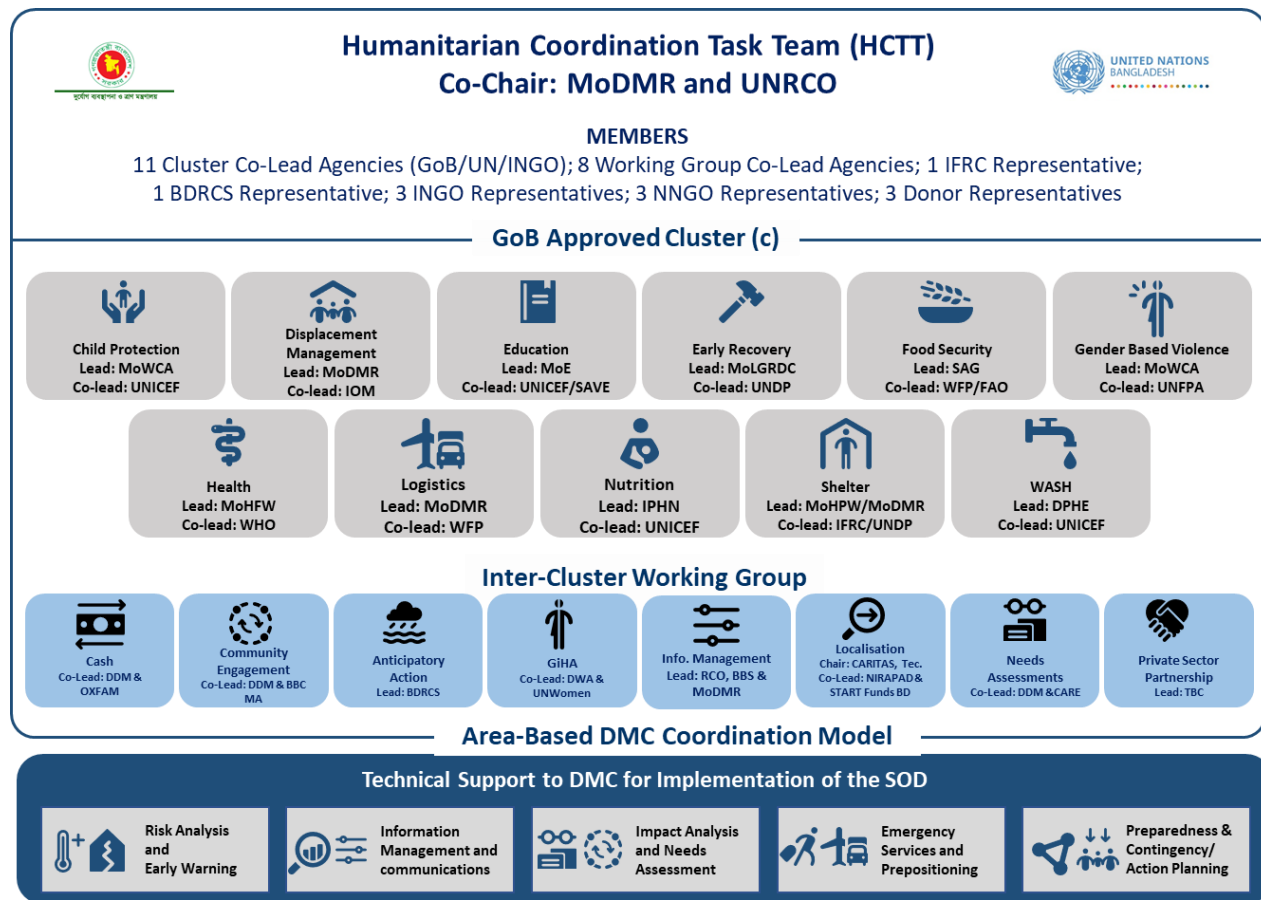 Humanitarian Coordination Task Team (HCTT)
Co-Chair: MoDMR and UNRCO
দুর্যোগ ব্যবস্থাপনা ও ত্রাণ মন্ত্রণালয়
UNITED NATIONS
BANGLADESH
MEMBERS
11 Cluster Co-Lead Agencies (GoB/UN/INGO); 8 Working Group Co-Lead Agencies; 1 IFRC Representative;
1 BDRCS Representative; 3 INGO Representatives; 3 NNGO Representatives; 3 Donor Representatives
GoB Approved Cluster (c)
Child Protection
Lead: MoWCA
Co-lead: UNICEF
Displacement
Management
Lead: MoDMR
Co-lead: IOM
Education
Lead: MoE
Co-lead: UNICEF/SAVE
Early Recovery
Lead: MoLGRDC
Co-lead: UNDP
Food Security
Lead: SAG
Co-lead: WFP/FAO
Gender Based Violence
Lead: MoWCA
Co-lead: UNFPA
Health
Lead: MoHFW
Co-lead: WHO
Logistics
Lead: MoDMR
Co-lead: WFP
Nutrition
Lead: IPHN
Co-lead: UNICEF
Shelter
Lead: MoHPW/MoDMR
Co-lead: IFRC/UNDP
WASH
Lead: DPHE
Co-lead: UNICEF
Inter-Cluster Working Group
Cash
Co-Lead: DDM &
OXFAM
Community
Engagement
Co-Lead: DDM & BBC
MA
Anticipatory
Action
Lead: BDRCS
GiHA
Co-Lead: DWA &
UNWomen
Info. Management
Lead: RCO, BBS &
MoDMR
Localisation
Chair: CARITAS, Tec.
Co-Lead: NIRAPAD &
START Funds BD
Needs
Assessments
Co-Lead: DDM &CARE
Private Sector
Partnership
Lead: TBC
Area-Based DMC Coordination Model
Technical Support to DMC for Implementation of the SOD
Risk Analysis
and
Early Warning
Information
Management and
communications
Impact Analysis
and Needs
Assessment
Emergency
Services and
Prepositioning
Preparedness &
Contingency/
Action Planning